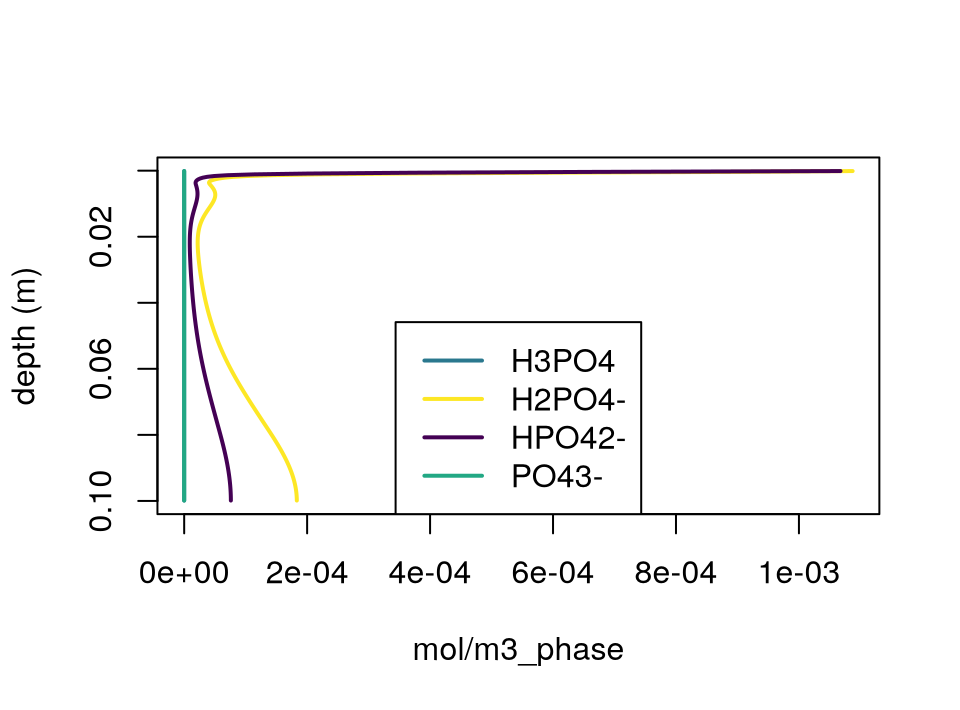 depth (m)
0.02
0.06
0.10
H3PO4
H2PO4-
HPO42-
PO43-
0e+00 2e-04 4e-04 6e-04 8e-04 1e-03
mol/m3_phase